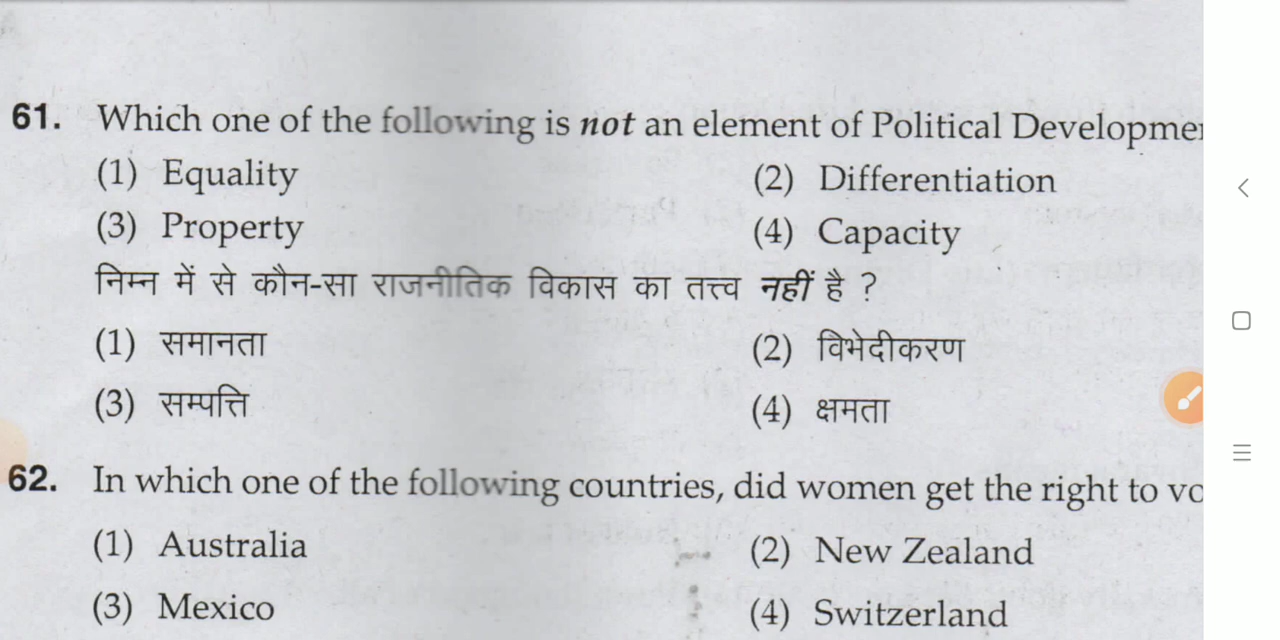 61. Which one of the following is not an element of Political Developme
(1) Equality (2) Differentiation
(3) Property (4) Capacity
निम्न में से कौन-सा राजनीतिक विकास का तत्त्व नहीं है ?
(1) समानता (2) विभेदीकरण
(3) सम्पत्ति (4) क्षमता
62. In which one of the following countries, did women get the right to vo
(1) Australia (2) New Zealand
(3) Mexico (4) Switzerland